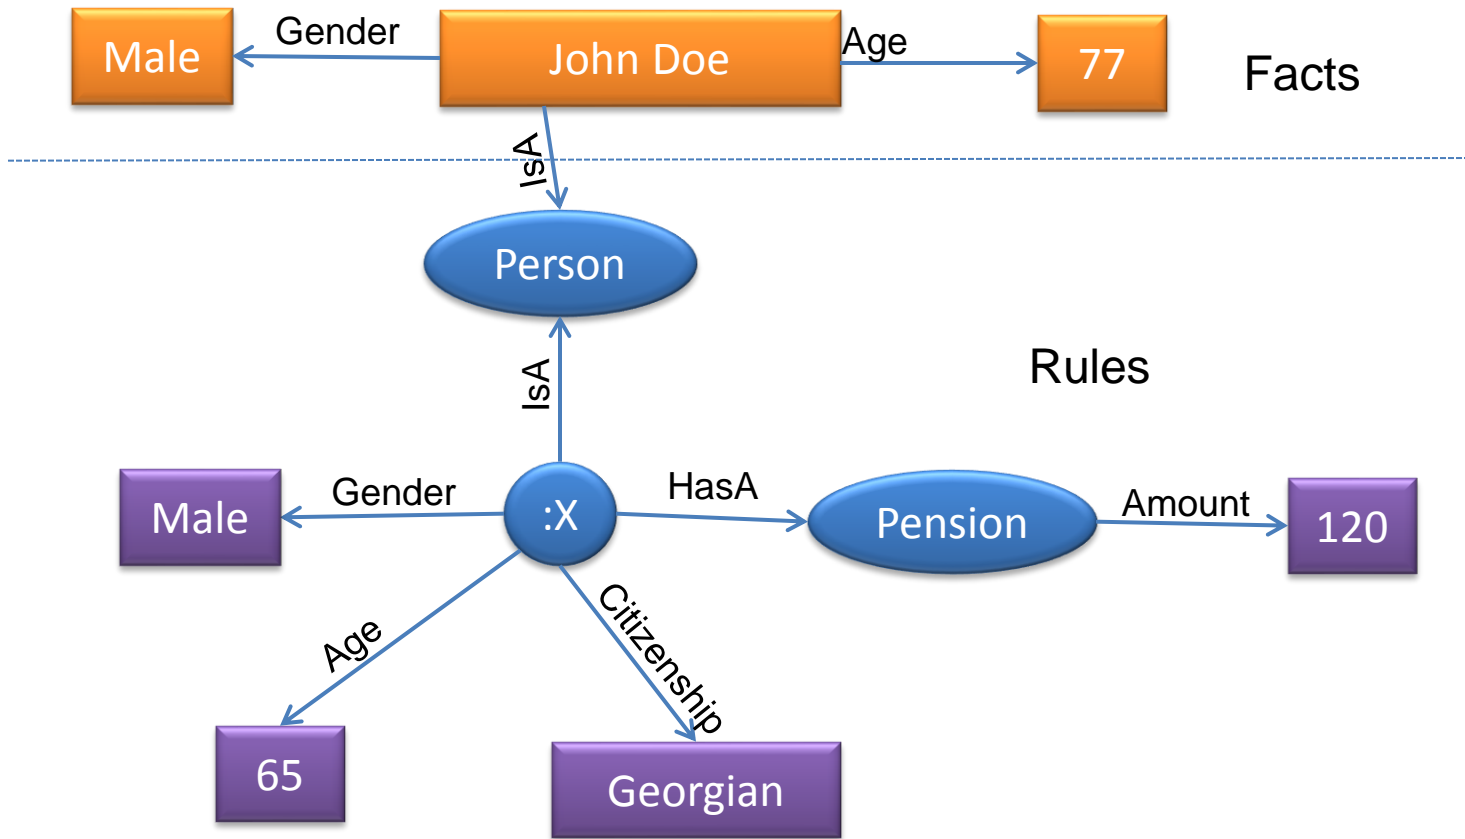 Male
Gender
John Doe
Age
77
Facts
IsA
Person
IsA
Rules
Male
Gender
:X
HasA
Pension
Amount
120
Age
Citizenship
65
Georgian